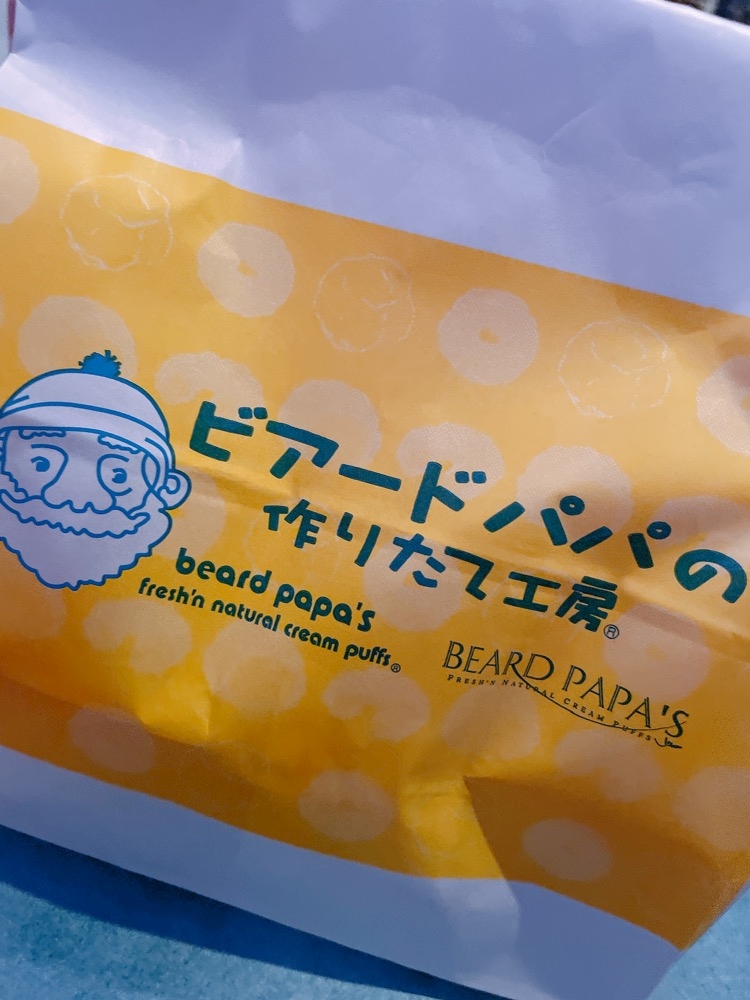 ビアードパパの
作りたて工房®
beard papa's
fresh'n natural cream puffs®
BEARD PAPA'S
FRESH'N NATURAL CREAM PUFFS